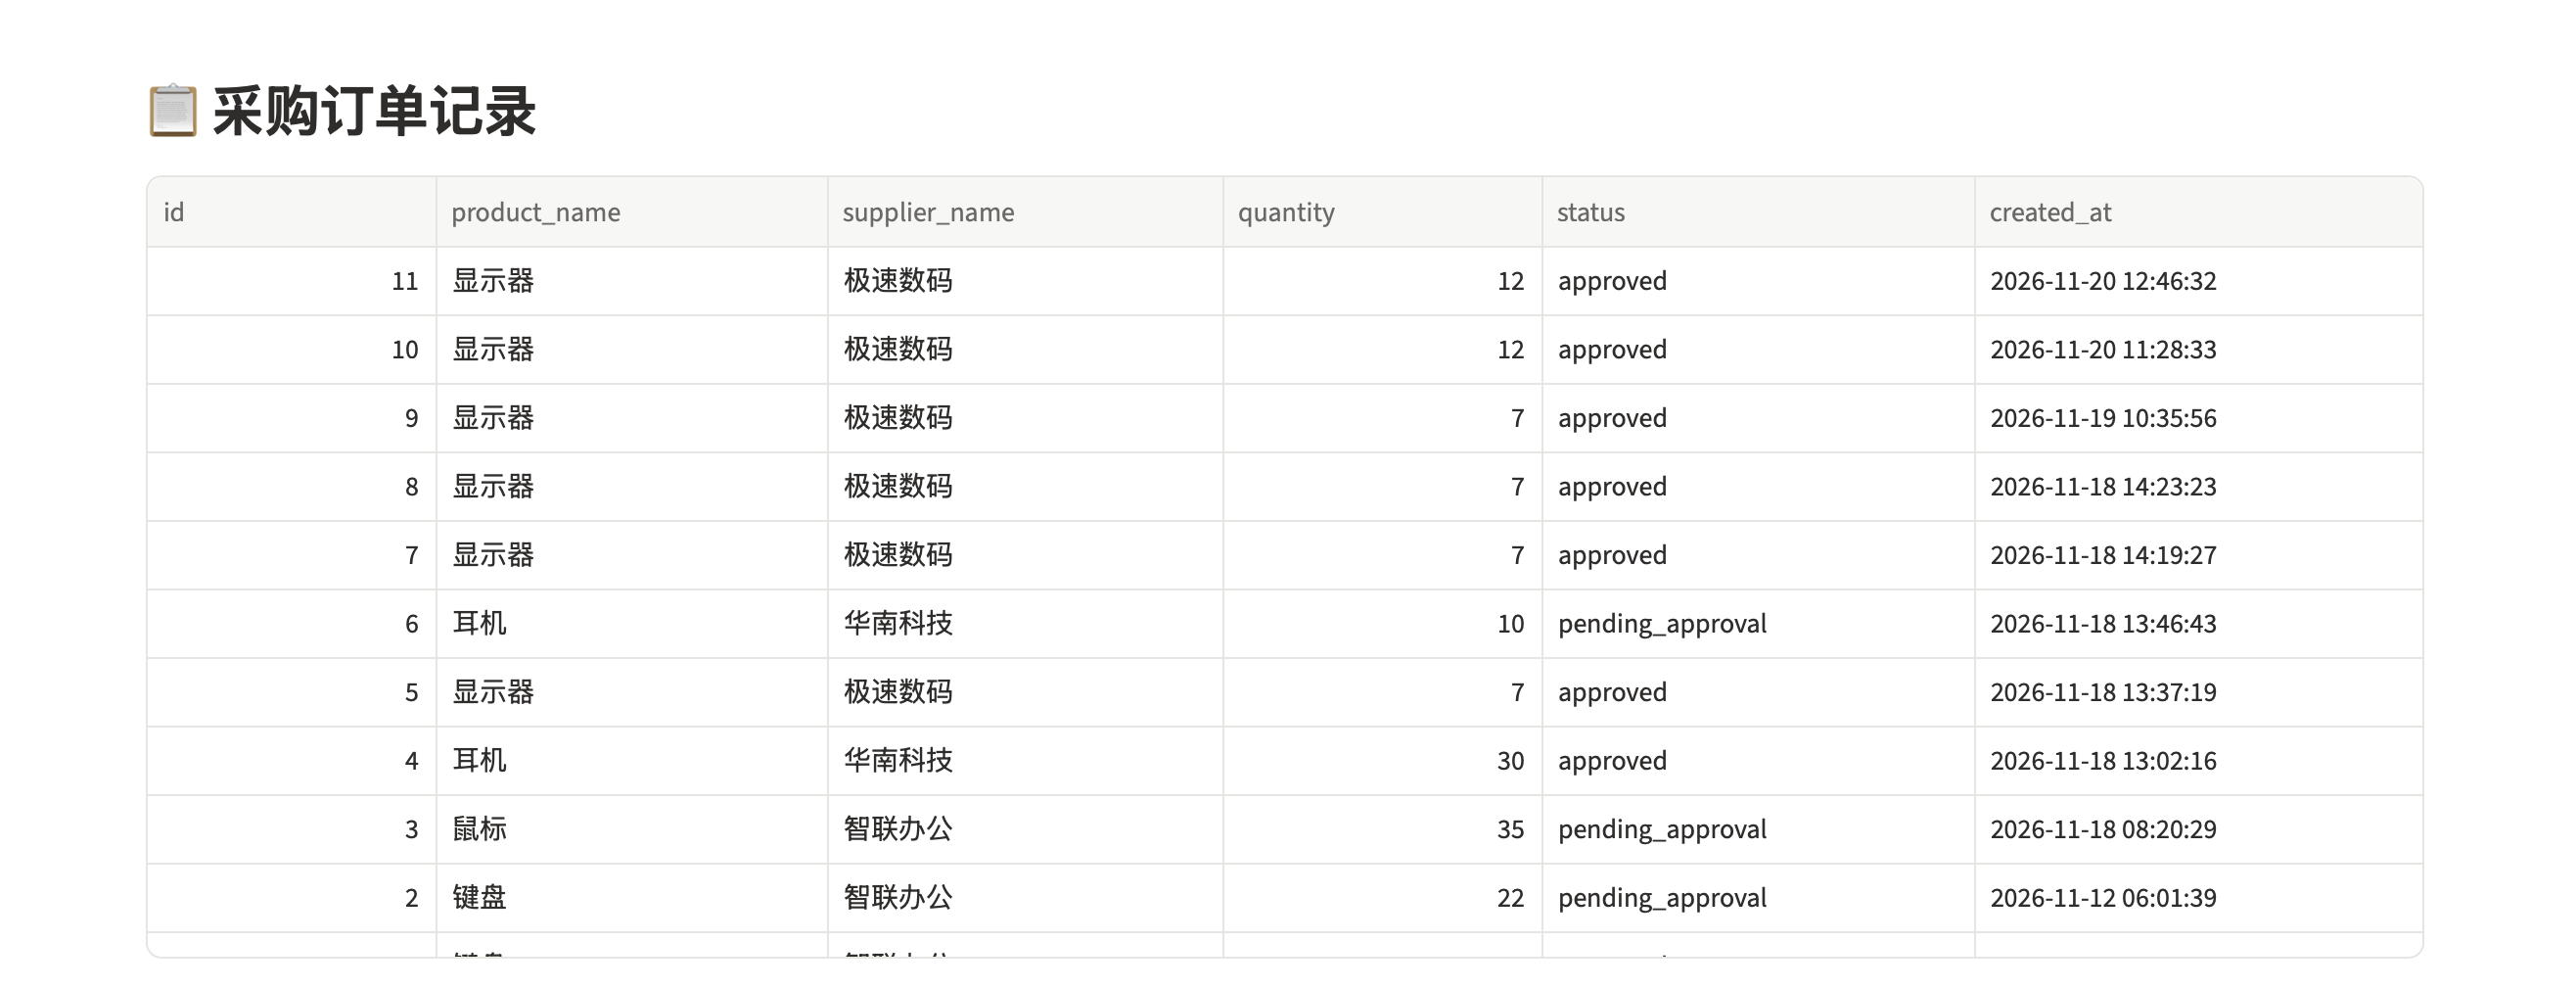 📋 采购订单记录
id product_name supplier_name quantity status created_at
11 显示器 极速数码 12 approved 2026-11-20 12:46:32
10 显示器 极速数码 12 approved 2026-11-20 11:28:33
9 显示器 极速数码 7 approved 2026-11-19 10:35:56
8 显示器 极速数码 7 approved 2026-11-18 14:23:23
7 显示器 极速数码 7 approved 2026-11-18 14:19:27
6 耳机 华南科技 10 pending_approval 2026-11-18 13:46:43
5 显示器 极速数码 7 approved 2026-11-18 13:37:19
4 耳机 华南科技 30 approved 2026-11-18 13:02:16
3 鼠标 智联办公 35 pending_approval 2026-11-18 08:20:29
2 键盘 智联办公 22 pending_approval 2026-11-12 06:01:39